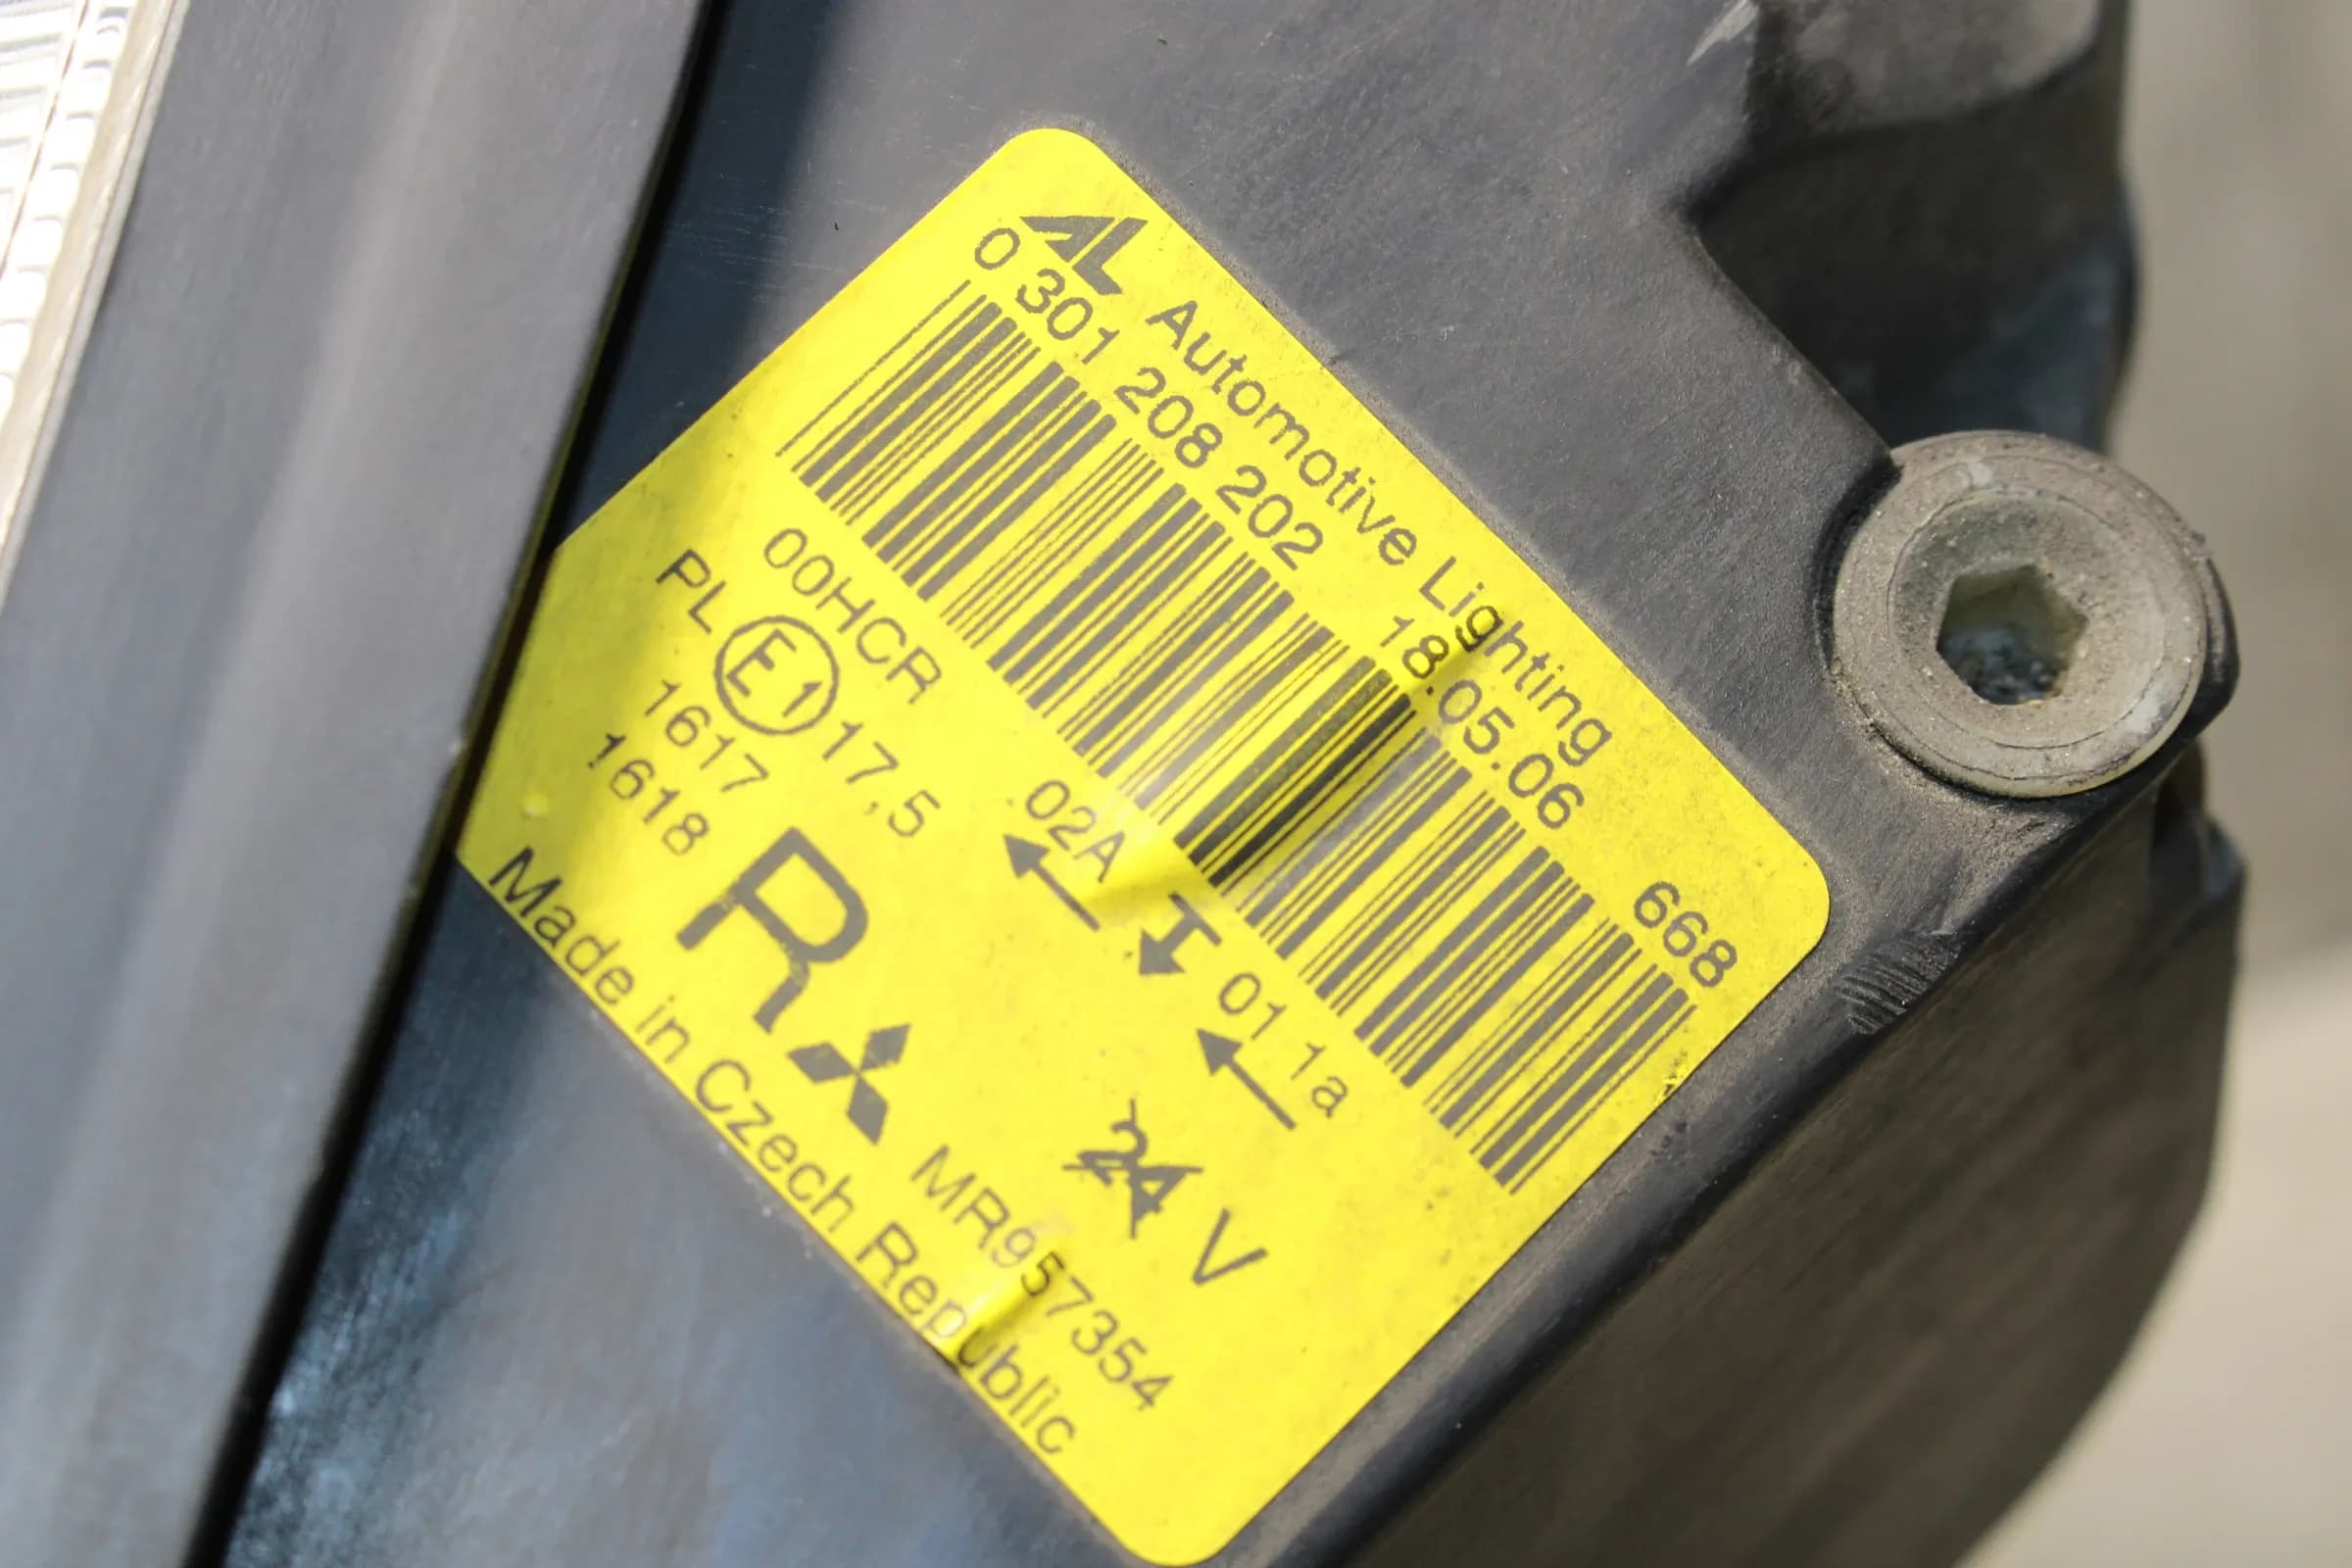 AL Automotive Lighting
0 301 208 202 18.05.06 668
00HCR 02A 01 1a
PL E1 17,5
1617
1618
R 24 V
MR957354
Made in Czech Republic